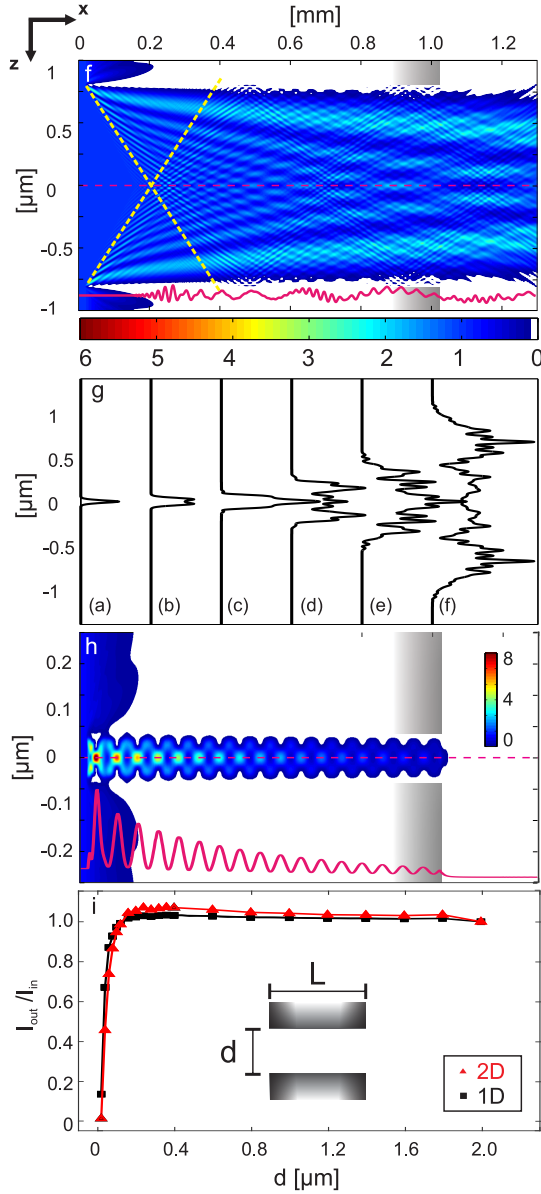 x
[mm]
0 0.2 0.4 0.6 0.8 1.0 1.2
z
f
1
0.5
0
-0.5
-1
[µm]
6 5 4 3 2 1 0
g
1
0.5
0
-0.5
-1
[µm]
(a) (b) (c) (d) (e) (f)
h
0.2
0.1
0
-0.1
-0.2
[µm]
8
4
0
i
1.0
0.8
0.6
0.4
0.2
0
Iout /Iin
L
d
2D
1D
0 0.4 0.8 1.2 1.6 2.0
d [µm]